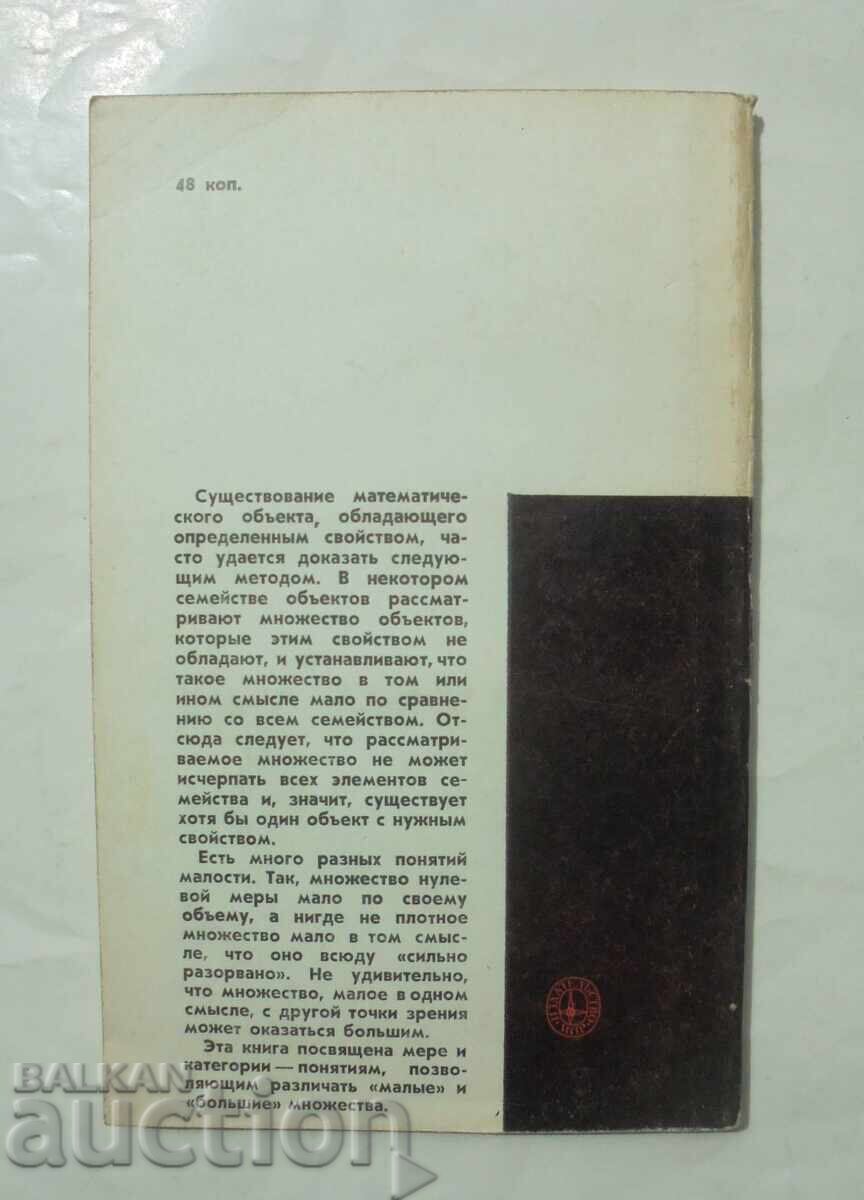 48 коп.
Существование математиче-
ского объекта, обладающего
определенным свойством, ча-
сто удается доказать следую-
щим методом. В некотором
семействе объектов рассмат-
ривают множество объектов,
которые этим свойством не
обладают, и устанавливают, что
такое множество в том или
ином смысле мало по сравне-
нию со всем семейством. От-
сюда следует, что рассматри-
ваемое множество не может
исчерпать всех элементов се-
мейства и, значит, существует
хотя бы один объект с нужным
свойством.
Есть много разных понятий
малости. Так, множество нуле-
вой меры мало по своему
объему, а нигде не плотное
множество мало в том смыс-
ле, что оно всюду «сильно
разорвано». Не удивительно,
что множество, малое в одном
смысле, с другой точки зрения
может оказаться большим.
Эта книга посвящена мере и
категории — понятиям, позво-
ляющим различать «малые» и
«большие» множества.
ИЗДАТЕЛЬСТВО «МИР»
BALKAN
auction